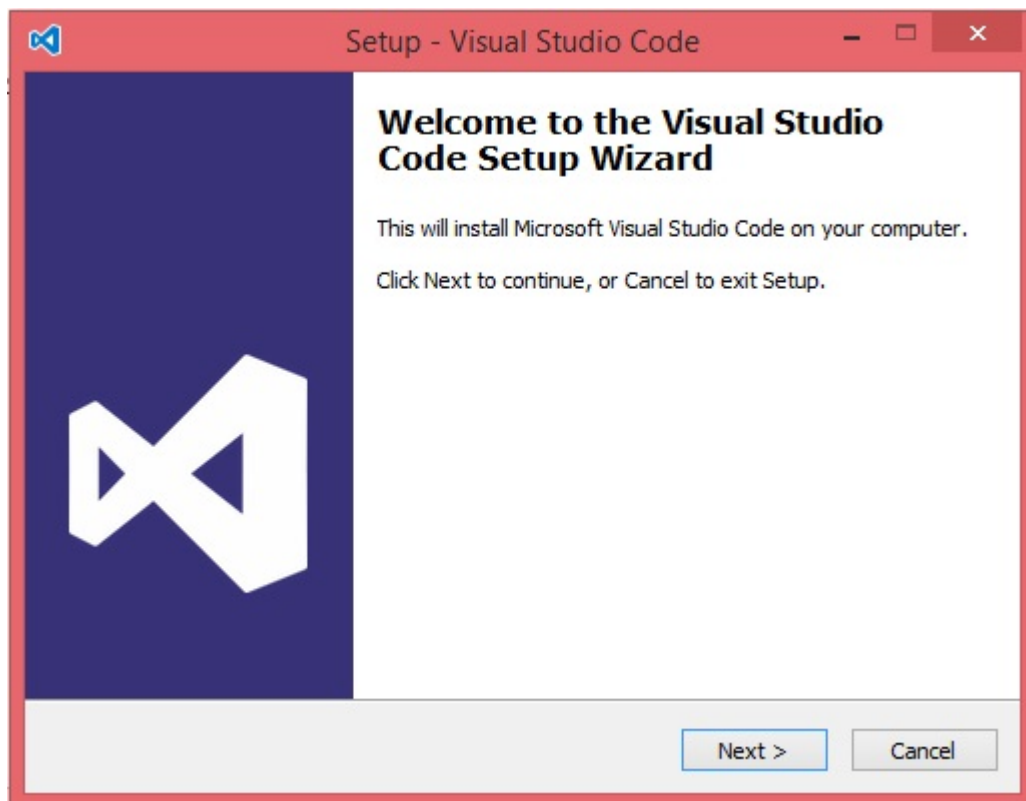 Setup - Visual Studio Code
Welcome to the Visual Studio
Code Setup Wizard
This will install Microsoft Visual Studio Code on your computer.
Click Next to continue, or Cancel to exit Setup.
Next >
Cancel